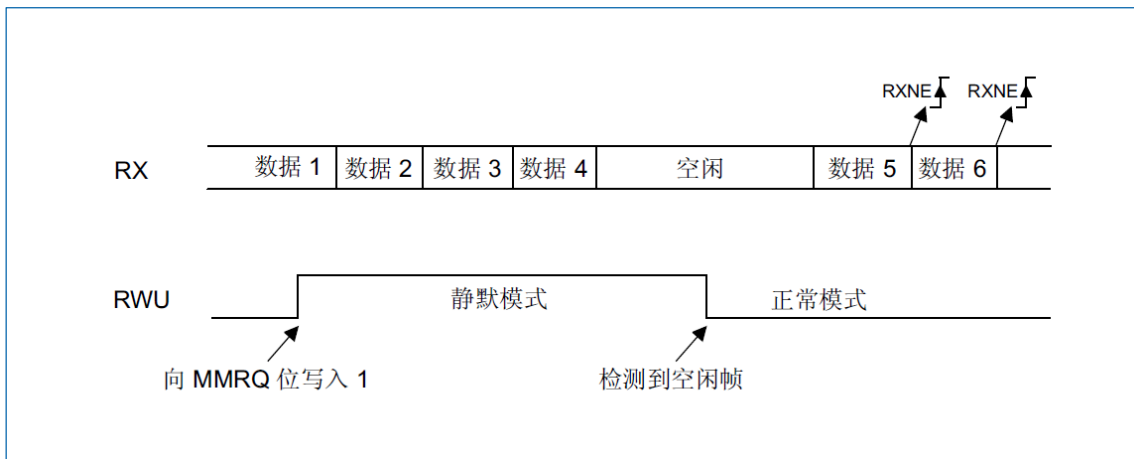 RXNE RXNE
RX 数据 1 数据 2 数据 3 数据 4 空闲 数据 5 数据 6
RWU 静默模式 正常模式
向 MMRQ 位写入 1 检测到空闲帧